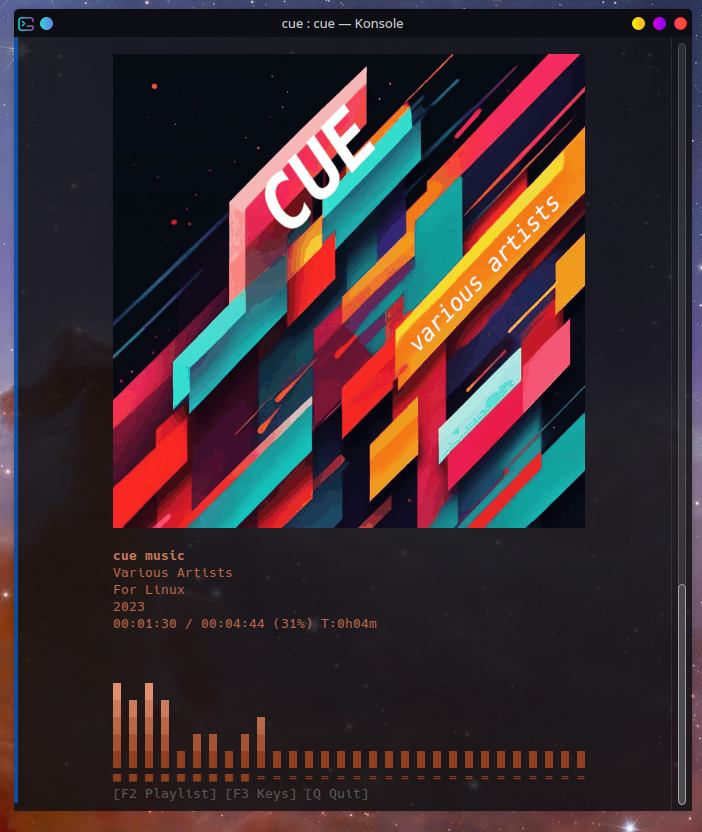 cue : cue — Konsole
CUE
various artists
cue music
Various Artists
For Linux
2023
00:01:30 / 00:04:44 (31%) T:0h04m
[F2 Playlist] [F3 Keys] [Q Quit]